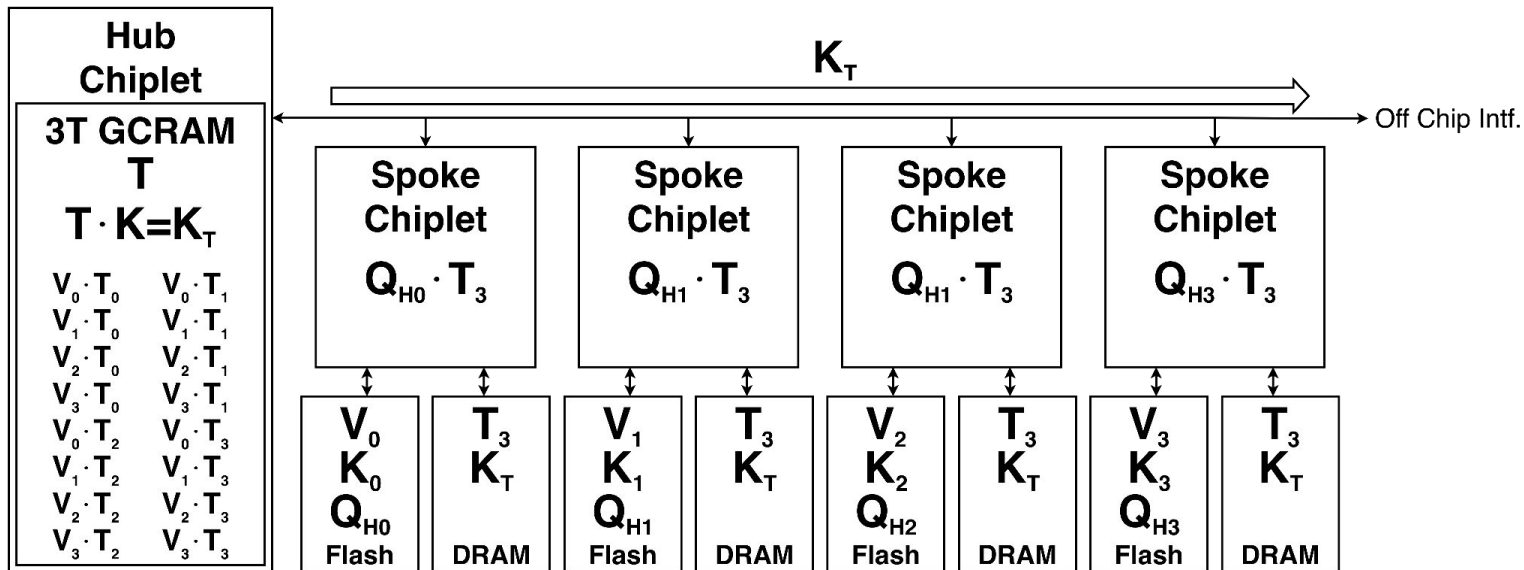 Hub
Chiplet
3T GCRAM
T
T · K=K_T
V_0 · T_0 V_0 · T_1
V_1 · T_0 V_1 · T_1
V_2 · T_0 V_2 · T_1
V_3 · T_0 V_3 · T_1
V_0 · T_2 V_0 · T_3
V_1 · T_2 V_1 · T_3
V_2 · T_2 V_2 · T_3
V_3 · T_2 V_3 · T_3
K_T
Off Chip Intf.
Spoke
Chiplet
Q_H0 · T_3
Spoke
Chiplet
Q_H1 · T_3
Spoke
Chiplet
Q_H1 · T_3
Spoke
Chiplet
Q_H3 · T_3
V_0
K_0
Q_H0
Flash
T_3
K_T
DRAM
V_1
K_1
Q_H1
Flash
T_3
K_T
DRAM
V_2
K_2
Q_H2
Flash
T_3
K_T
DRAM
V_3
K_3
Q_H3
Flash
T_3
K_T
DRAM